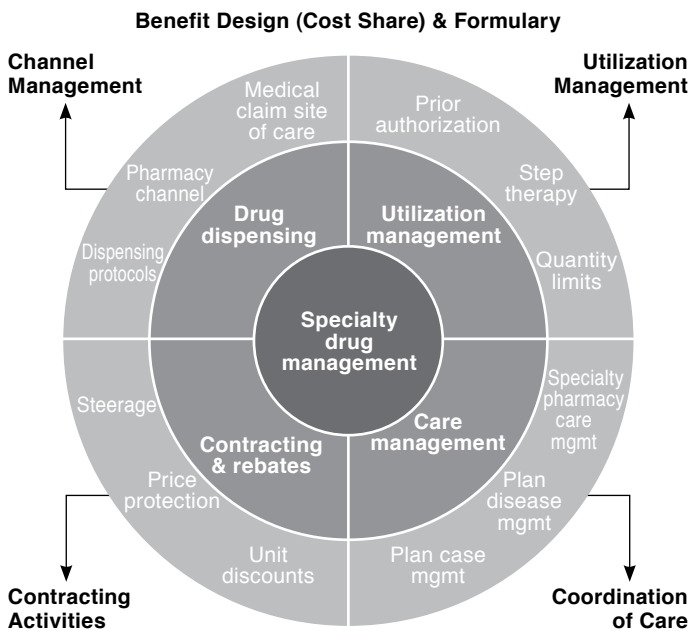 Benefit Design (Cost Share) & Formulary
Channel
Management
Utilization
Management
Medical
claim site
of care
Prior
authorization
Pharmacy
channel
Step
therapy
Dispensing
protocols
Quantity
limits
Drug
dispensing
Utilization
management
Specialty
drug
management
Contracting
& rebates
Care
management
Steerage
Specialty
pharmacy
care
mgmt
Price
protection
Plan
disease
mgmt
Unit
discounts
Plan case
mgmt
Contracting
Activities
Coordination
of Care